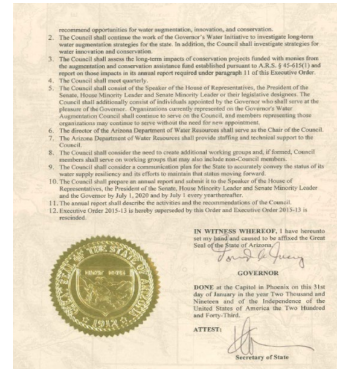 recommend opportunities for water augmentation, innovation, and conservation.
2. The Council shall continue the work of the Governor's Water Initiative to investigate long-term
water augmentation strategies for the state. In addition, the Council shall investigate strategies for
water innovation and conservation.
3. The Council shall assess the long-term impacts of conservation projects funded with monies from
the augmentation and conservation assistance fund established pursuant to A.R.S. § 45-615(1) and
report on those impacts in its annual report required under paragraph 11 of this Executive Order.
4. The Council shall meet quarterly.
5. The Council shall consist of the Speaker of the House of Representatives, the President of the
Senate, House Minority Leader and Senate Minority Leader or their legislative designees. The
Council shall additionally consist of individuals appointed by the Governor who shall serve at the
pleasure of the Governor. Organizations currently represented on the Governor's Water
Augmentation Council shall continue to serve on the Council, and members representing those
organizations may continue to serve without the need for new appointment.
6. The director of the Arizona Department of Water Resources shall serve as the Chair of the Council.
7. The Arizona Department of Water Resources shall provide staffing and technical support to the
Council.
8. The Council shall consider the need to create additional working groups and, if formed, Council
members shall serve on working groups that may also include non-Council members.
9. The Council shall consider a communication plan for the State to accurately convey the status of its
water supply resiliency and its efforts to maintain that status moving forward.
10. The Council shall prepare an annual report and submit it to the Speaker of the House of
Representatives, the President of the Senate, House Minority Leader and Senate Minority Leader
and the Governor by July 1, 2020 and by July 1 every year thereafter.
11. The annual report shall describe the activities and the recommendations of the Council.
12. Executive Order 2015-13 is hereby superseded by this Order and Executive Order 2015-13 is
rescinded.
IN WITNESS WHEREOF, I have hereunto
set my hand and caused to be affixed the Great
Seal of the State of Arizona.
GOVERNOR
DONE at the Capitol in Phoenix on this 31st
day of January in the year Two Thousand and
Nineteen and of the Independence of the
United States of America the Two Hundred
and Forty-Third.
ATTEST:
Secretary of State
1912